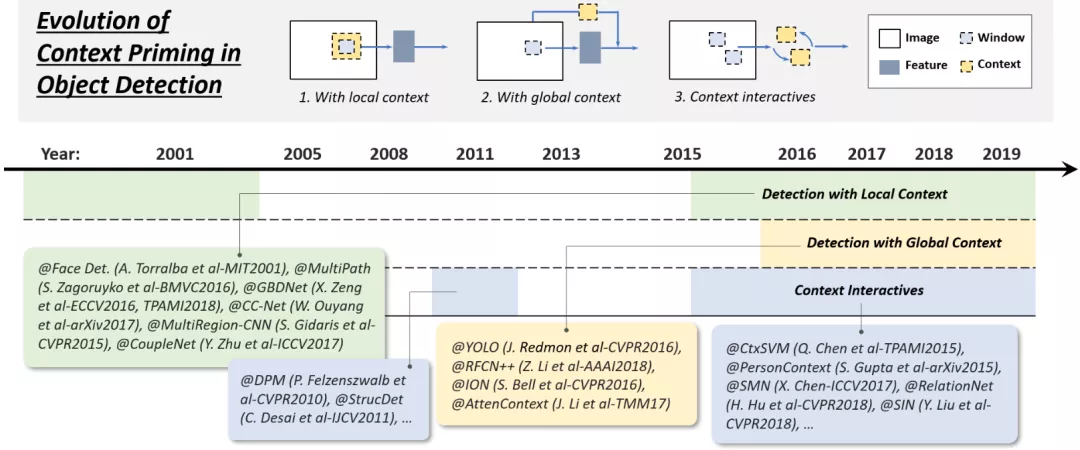 Evolution of
Context Priming in
Object Detection
1. With local context
2. With global context
3. Context interactives
Image
Window
Feature
Context
Year: 2001 2005 2008 2011 2013 2015 2016 2017 2018 2019
Detection with Local Context
Detection with Global Context
Context Interactives
@Face Det. (A. Torralba et al-MIT2001), @MultiPath
(S. Zagoruyko et al-BMVC2016), @GBDNet (X. Zeng
et al-ECCV2016, TPAMI2018), @CC-Net (W. Ouyang
et al-arXiv2017), @MultiRegion-CNN (S. Gidaris et al-
CVPR2015), @CoupleNet (Y. Zhu et al-ICCV2017)
@DPM (P. Felzenszwalb et
al-CVPR2010), @StrucDet
(C. Desai et al-IJCV2011), …
@YOLO (J. Redmon et al-CVPR2016),
@RFCN++ (Z. Li et al-AAAI2018),
@ION (S. Bell et al-CVPR2016),
@AttenContext (J. Li et al-TMM17)
@CtxSVM (Q. Chen et al-TPAMI2015),
@PersonContext (S. Gupta et al-arXiv2015),
@SMN (X. Chen-ICCV2017), @RelationNet
(H. Hu et al-CVPR2018), @SIN (Y. Liu et al-
CVPR2018), …